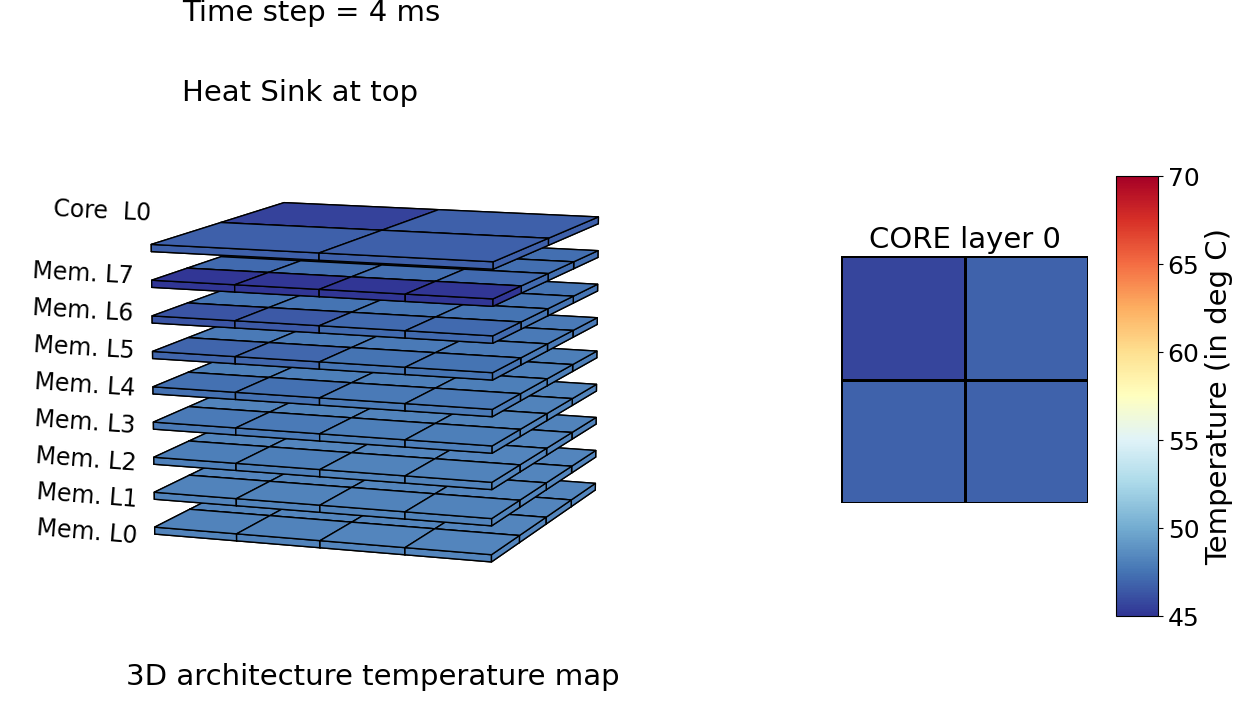 Time step = 4 ms
Heat Sink at top
Core  L0
Mem. L7
Mem. L6
Mem. L5
Mem. L4
Mem. L3
Mem. L2
Mem. L1
Mem. L0
3D architecture temperature map
CORE layer 0
70
65
60
55
50
45
Temperature (in deg C)